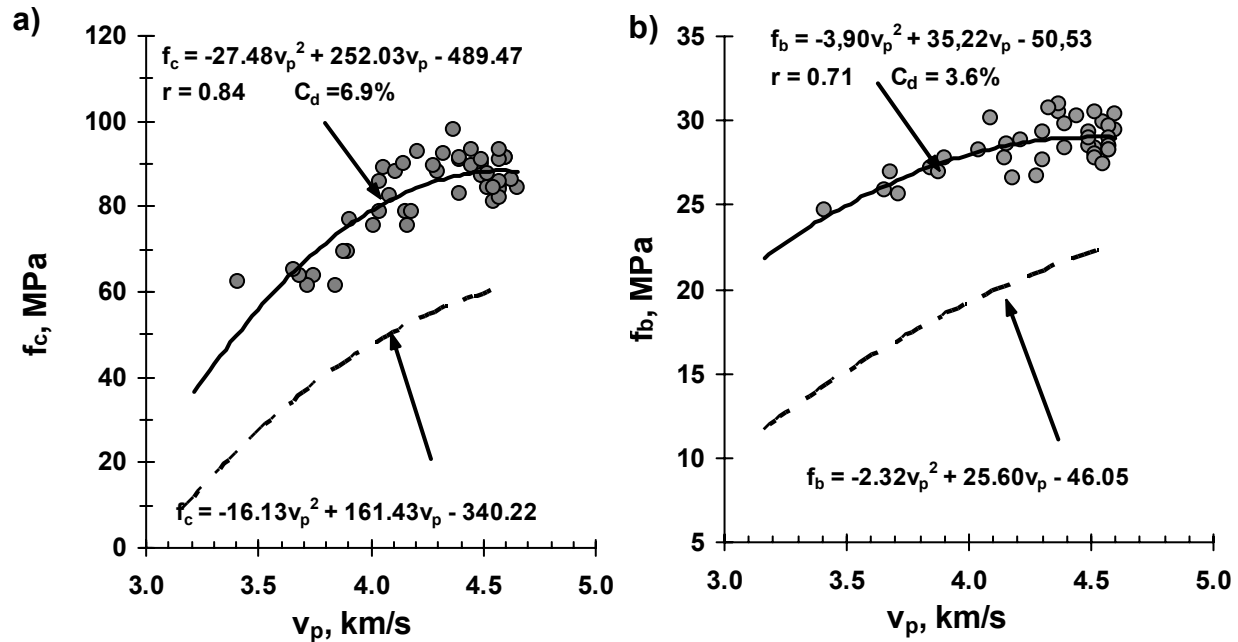 a)
f_c = -27.48v_p^2 + 252.03v_p - 489.47
r = 0.84 C_d =6.9%
120
100
80
60
40
20
0
f_c, MPa
f_c = -16.13v_p^2 + 161.43v_p - 340.22
3.0 3.5 4.0 4.5 5.0
v_p, km/s
b)
f_b = -3,90v_p^2 + 35,22v_p - 50,53
r = 0.71 C_d = 3.6%
35
30
25
20
15
10
5
f_b, MPa
f_b = -2.32v_p^2 + 25.60v_p - 46.05
3.0 3.5 4.0 4.5 5.0
v_p, km/s